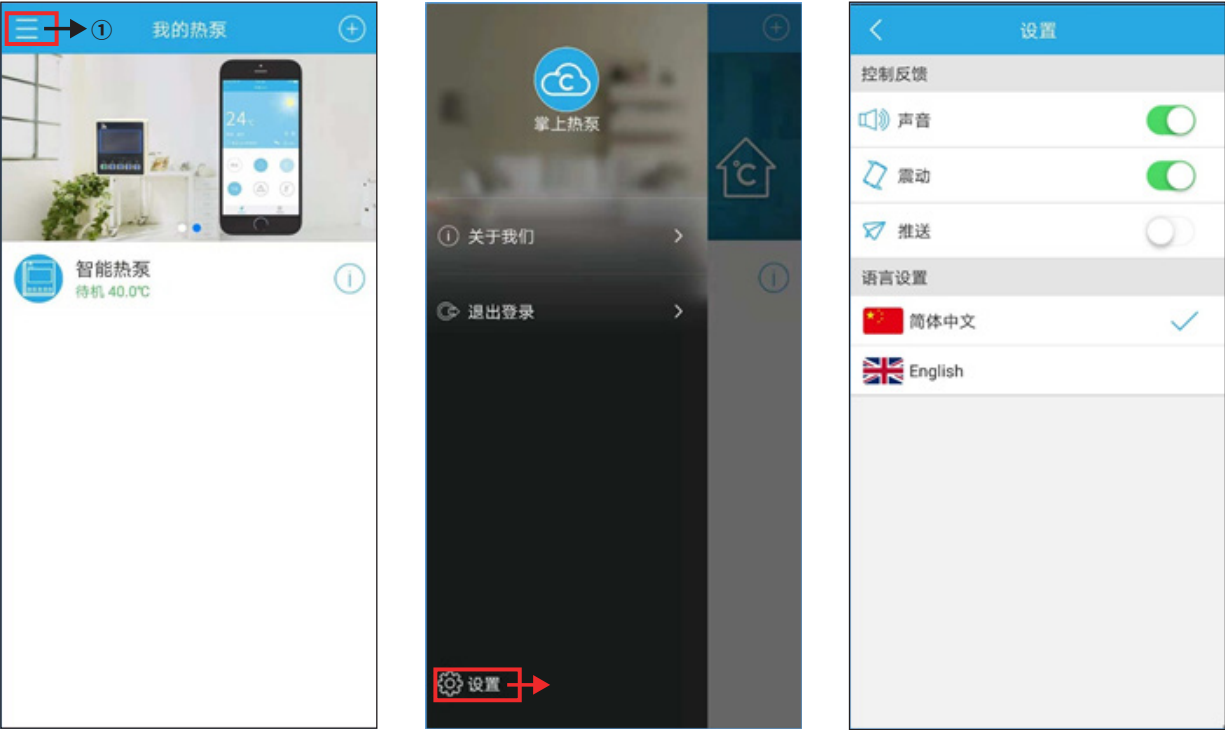 ①
我的热泵
24
智能热泵
待机 40.0℃
C
掌上热泵
℃
关于我们
退出登录
设置
设置
控制反馈
声音
震动
推送
语言设置
简体中文
English